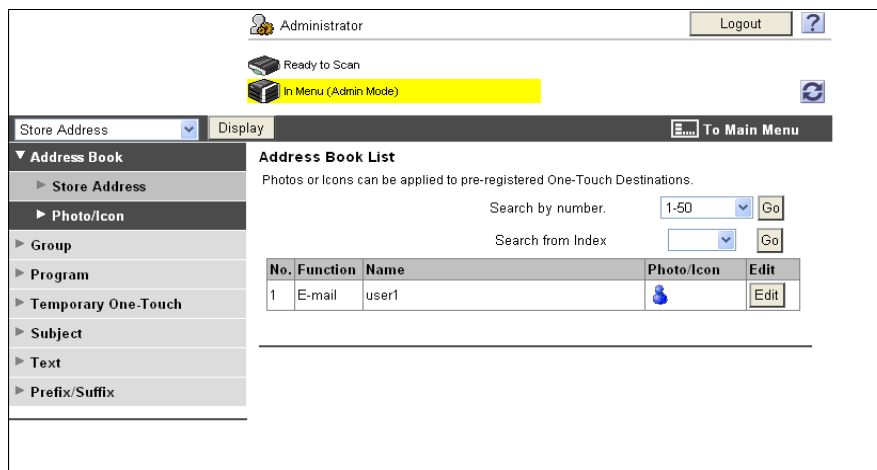 Administrator
Logout
?
Ready to Scan
In Menu (Admin Mode)
Store Address
Display
To Main Menu
Address Book
Store Address
Photo/Icon
Group
Program
Temporary One-Touch
Subject
Text
Prefix/Suffix
Address Book List
Photos or Icons can be applied to pre-registered One-Touch Destinations.
Search by number. 1-50 Go
Search from Index Go
No. Function Name Photo/Icon Edit
1 E-mail user1 Edit